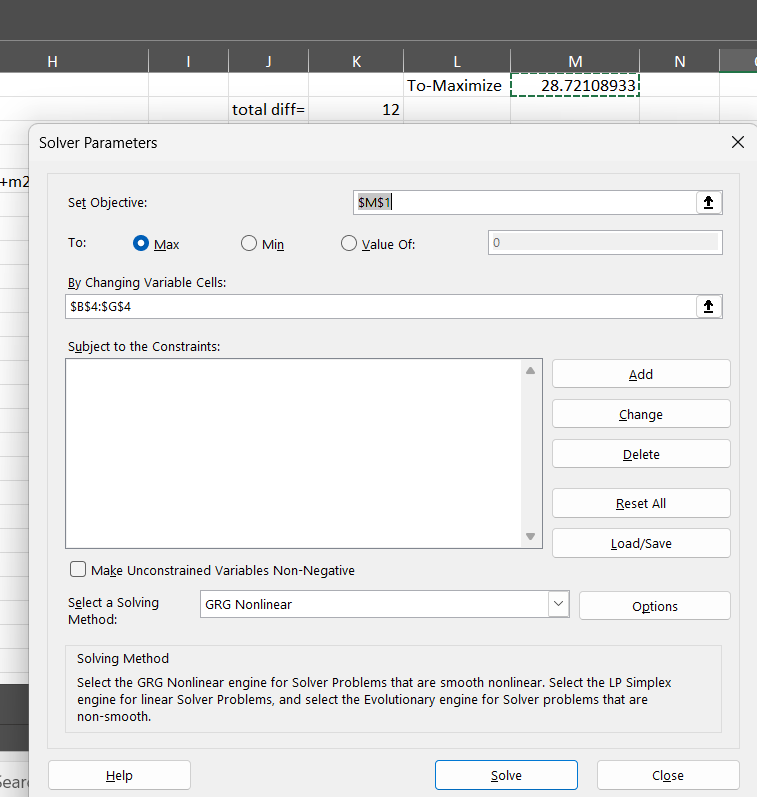 H I J K L M N
To-Maximize 28.72108933
total diff= 12
Solver Parameters
+m2
Set Objective: $M$1
To: Max Min Value Of: 0
By Changing Variable Cells:
$B$4:$G$4
Subject to the Constraints:
Add
Change
Delete
Reset All
Load/Save
Make Unconstrained Variables Non-Negative
Select a Solving
Method:
GRG Nonlinear
Options
Solving Method
Select the GRG Nonlinear engine for Solver Problems that are smooth nonlinear. Select the LP Simplex
engine for linear Solver Problems, and select the Evolutionary engine for Solver problems that are
non-smooth.
Help Solve Close